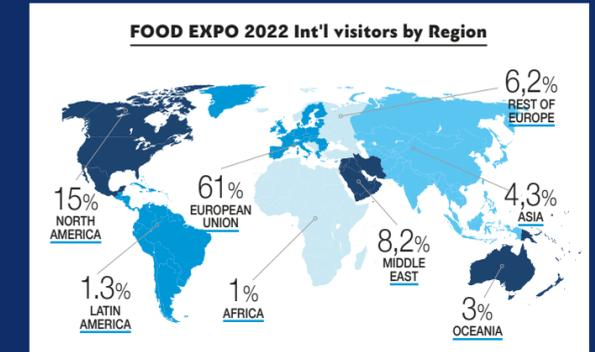 FOOD EXPO 2022 Int'l visitors by Region
6,2%
REST OF
EUROPE
15%
NORTH
AMERICA
61%
EUROPEAN
UNION
4,3%
ASIA
8,2%
MIDDLE
EAST
1.3%
LATIN
AMERICA
1%
AFRICA
3%
OCEANIA